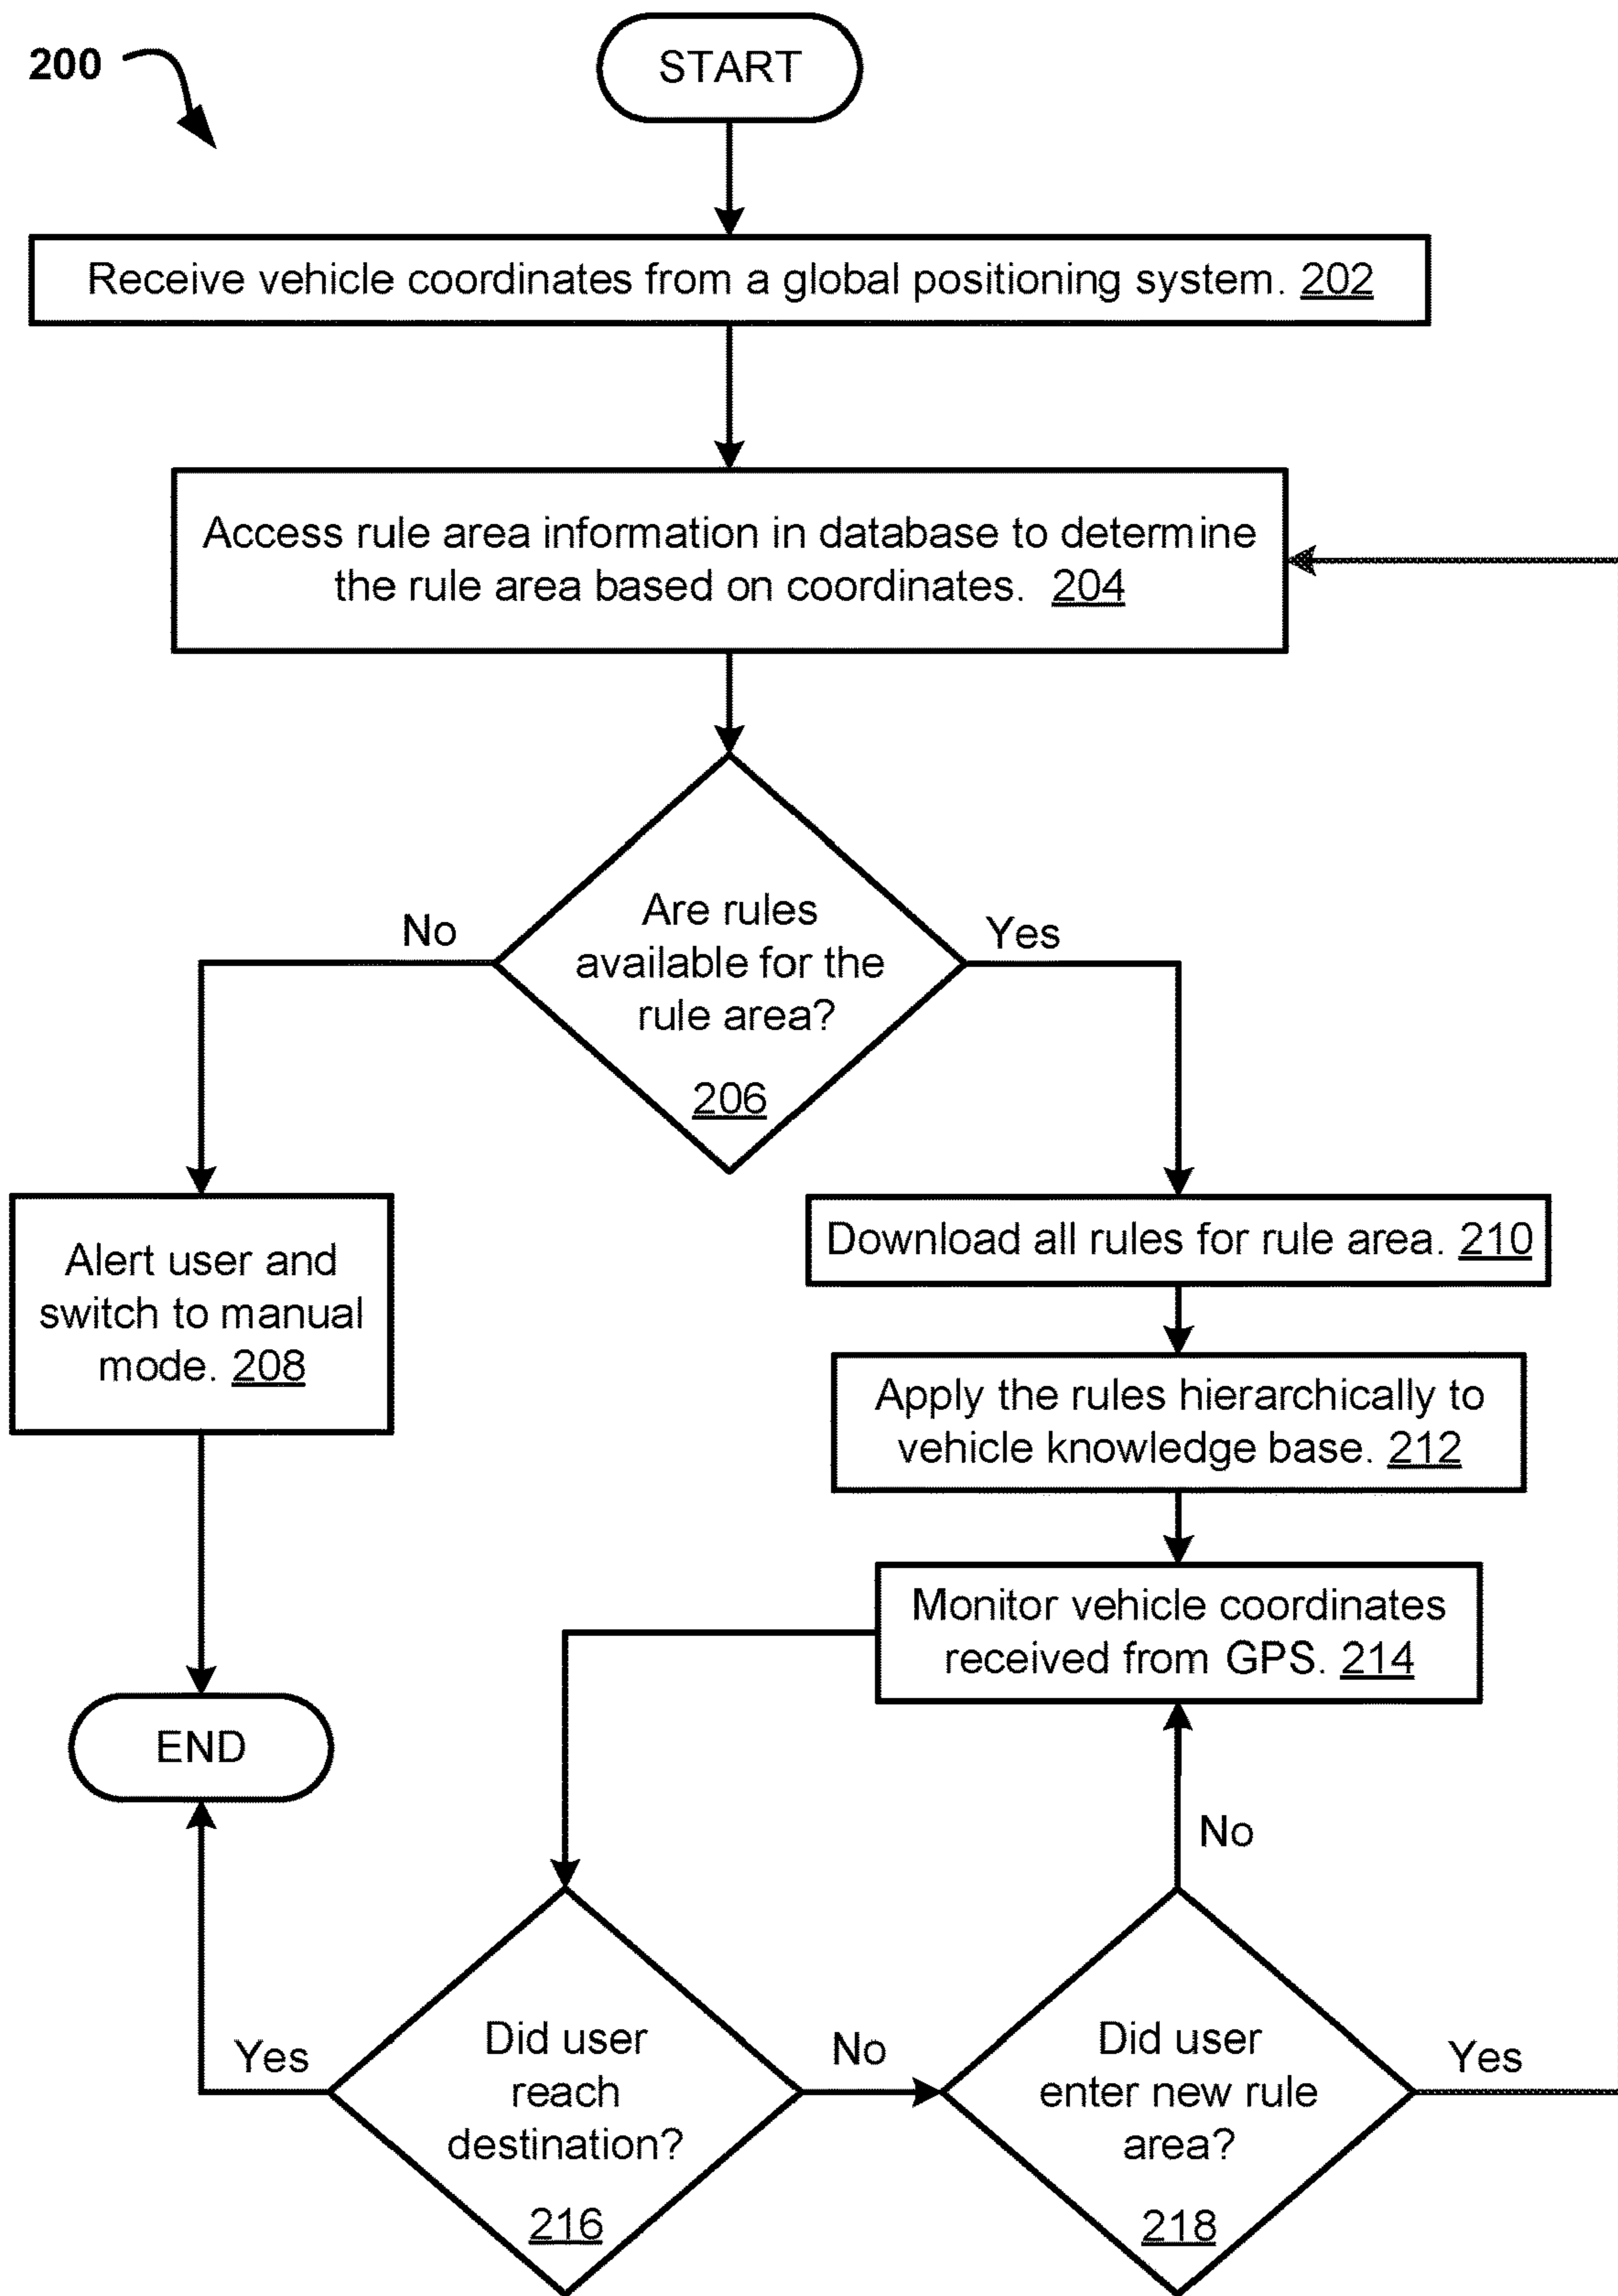 200
START
Receive vehicle coordinates from a global positioning system. 202
Access rule area information in database to determine
the rule area based on coordinates. 204
Are rules
available for the
rule area?
206
No
Yes
Alert user and
switch to manual
mode. 208
Download all rules for rule area. 210
Apply the rules hierarchically to
vehicle knowledge base. 212
Monitor vehicle coordinates
received from GPS. 214
END
No
Did user
reach
destination?
216
Yes
No
Did user
enter new rule
area?
218
Yes